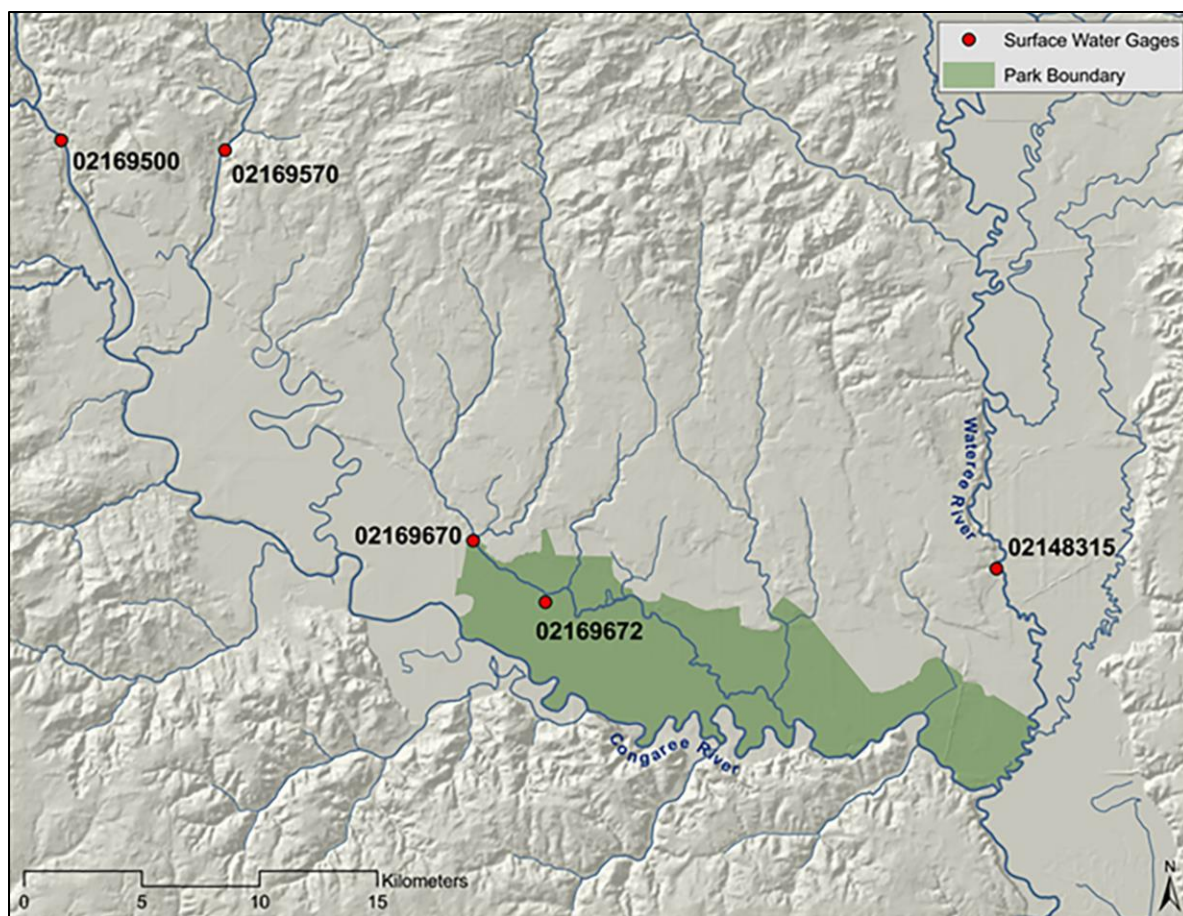 Surface Water Gages
Park Boundary
02169500
02169570
Wateree River
02169670
02148315
02169672
Congaree River
Kilometers
0 5 10 15
N